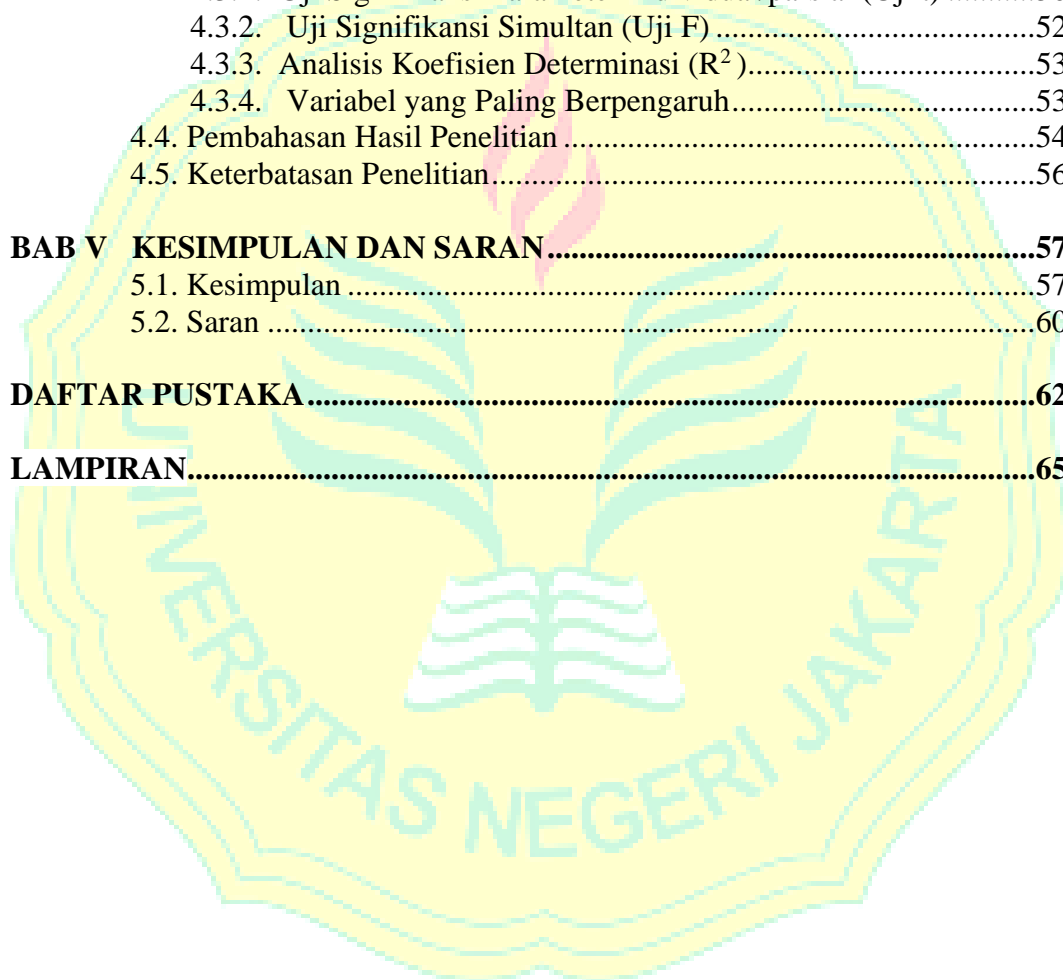 4.3.2. Uji Signifikansi Simultan (Uji F) ........................................ 52
4.3.3. Analisis Koefisien Determinasi (R² )................................... 53
4.3.4. Variabel yang Paling Berpengaruh...................................... 53
4.4. Pembahasan Hasil Penelitian .................................................... 54
4.5. Keterbatasan Penelitian............................................................. 56
BAB V KESIMPULAN DAN SARAN.................................................. 57
5.1. Kesimpulan ............................................................................... 57
5.2. Saran ......................................................................................... 60
DAFTAR PUSTAKA............................................................................ 62
LAMPIRAN.......................................................................................... 65
UNIVERSITAS NEGERI JAKARTA